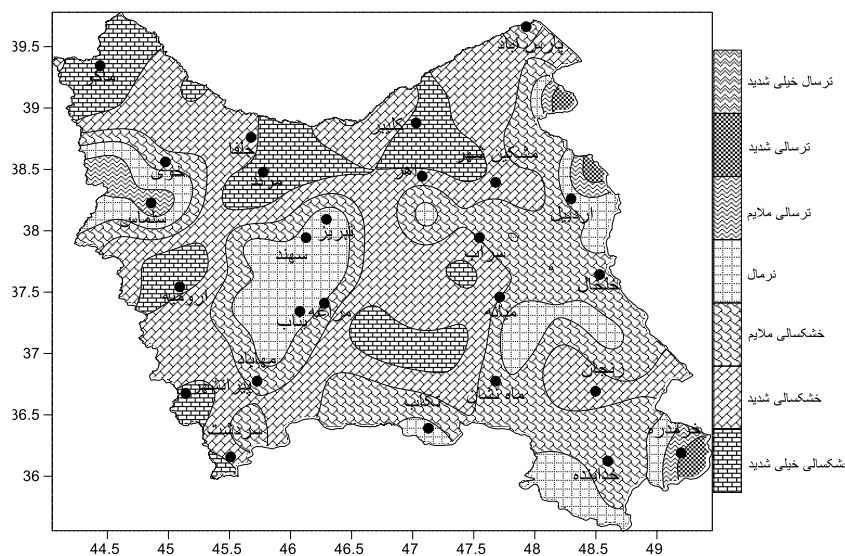 39.5
39
38.5
38
37.5
37
36.5
36
44.5 45 45.5 46 46.5 47 47.5 48 48.5 49
پارس آباد
ماکو
کلیبر
جلفا
مشکین شهر
خوی
مرند
اهر
سلماس
اردبیل
تبریز
سهند
سراب
خلخال
ارومیه
مراغه
میانه
بناب
مهاباد
زنجان
پیرانشهر
ماه نشان
تکاب
سردشت
خرمدره
خدابنده
ترسال خیلی شدید
ترسالی شدید
ترسالی ملایم
نرمال
خشکسالی ملایم
خشکسالی شدید
خشکسالی خیلی شدید